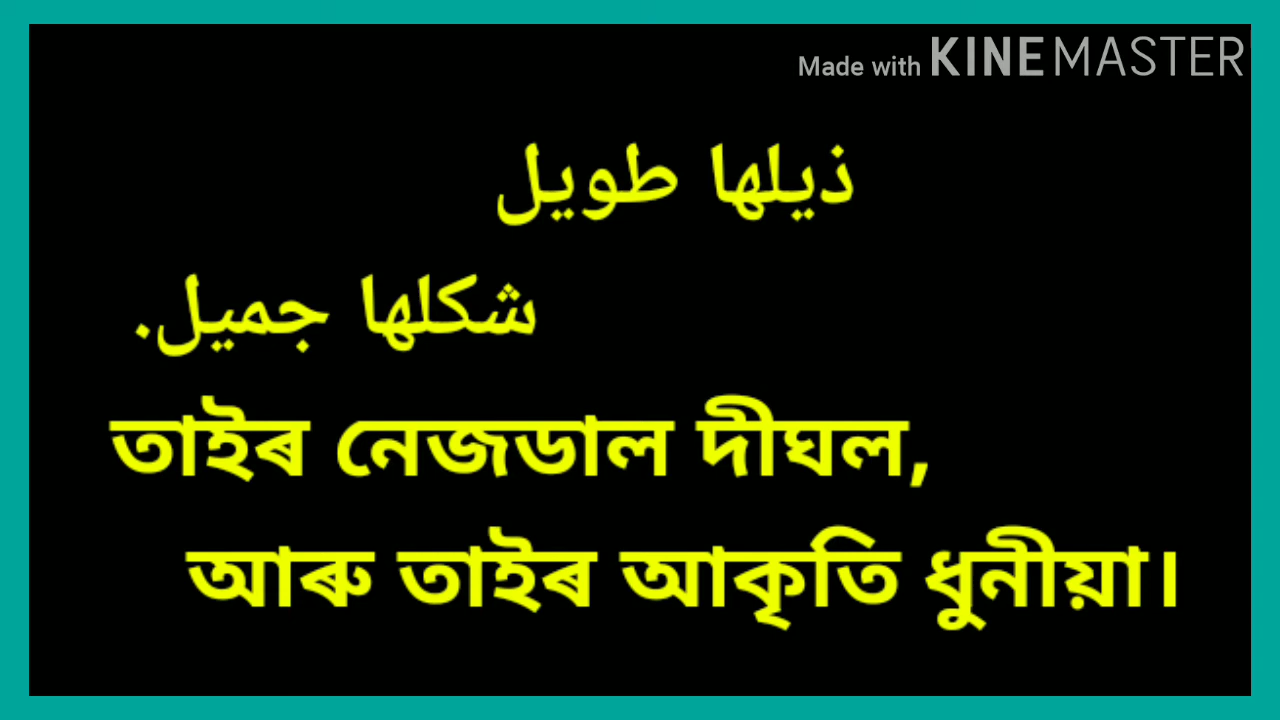 Made with KINEMASTER
ذيلها طويل
شكلها جميل.
তাইৰ নেজডাল দীঘল,
আৰু তাইৰ আকৃতি ধুনীয়া।